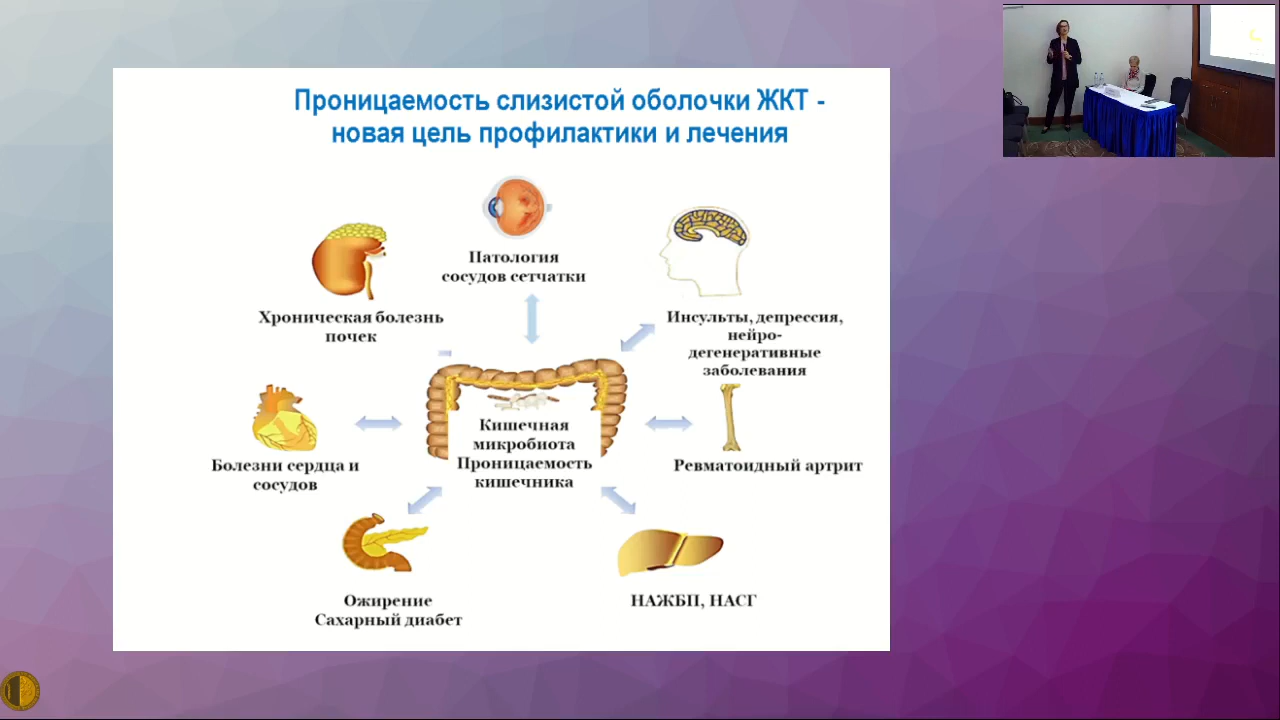 Проницаемость слизистой оболочки ЖКТ -
новая цель профилактики и лечения
Патология
сосудов сетчатки
Хроническая болезнь
почек
Инсульты, депрессия,
нейро-
дегенеративные
заболевания
Кишечная
микробиота
Проницаемость
кишечника
Болезни сердца и
сосудов
Ревматоидный артрит
Ожирение
Сахарный диабет
НАЖБП, НАСГ